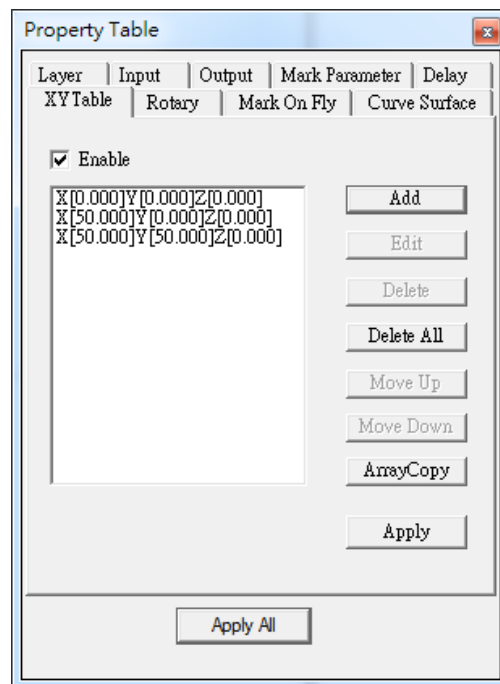 Property Table
Layer Input Output Mark Parameter Delay
XYTable Rotary Mark On Fly Curve Surface
Enable
X[0.000]Y[0.000]Z[0.000]
X[50.000]Y[0.000]Z[0.000]
X[50.000]Y[50.000]Z[0.000]
Add
Edit
Delete
Delete All
Move Up
Move Down
ArrayCopy
Apply
Apply All